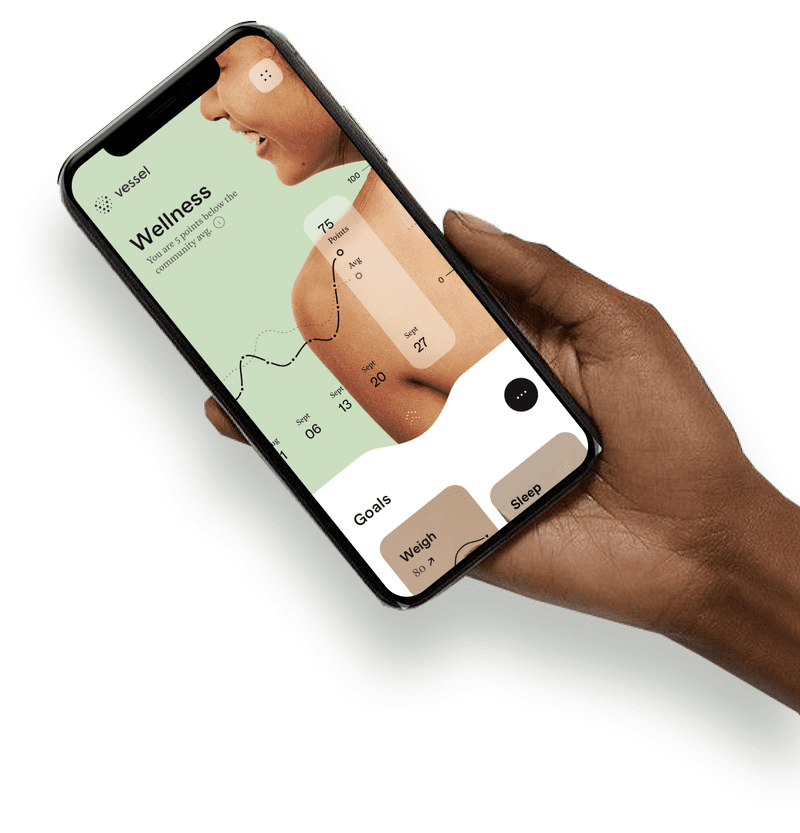 vessel
Wellness
You are 5 points below the
community avg. i
100
75
Points
Avg
0
Sept
27
Sept
20
Sept
13
Sept
06
Goals
Weigh
80 ↗
Sleep